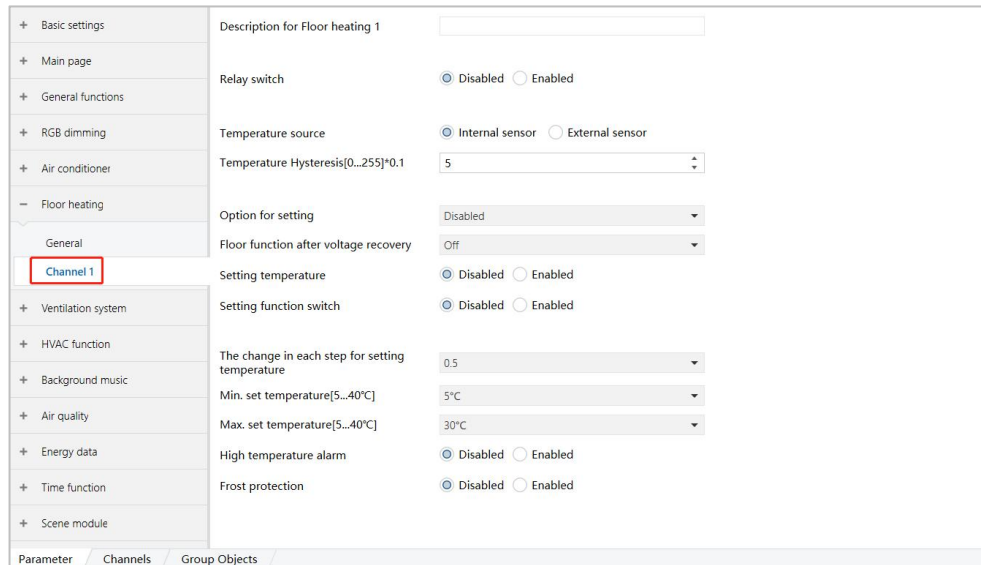 + Basic settings
+ Main page
+ General functions
+ RGB dimming
+ Air conditioner
− Floor heating
General
Channel 1
+ Ventilation system
+ HVAC function
+ Background music
+ Air quality
+ Energy data
+ Time function
+ Scene module
Description for Floor heating 1
Relay switch Disabled Enabled
Temperature source Internal sensor External sensor
Temperature Hysteresis[0...255]*0.1 5
Option for setting Disabled
Floor function after voltage recovery Off
Setting temperature Disabled Enabled
Setting function switch Disabled Enabled
The change in each step for setting
temperature 0.5
Min. set temperature[5...40℃] 5℃
Max. set temperature[5...40℃] 30℃
High temperature alarm Disabled Enabled
Frost protection Disabled Enabled
Parameter Channels Group Objects